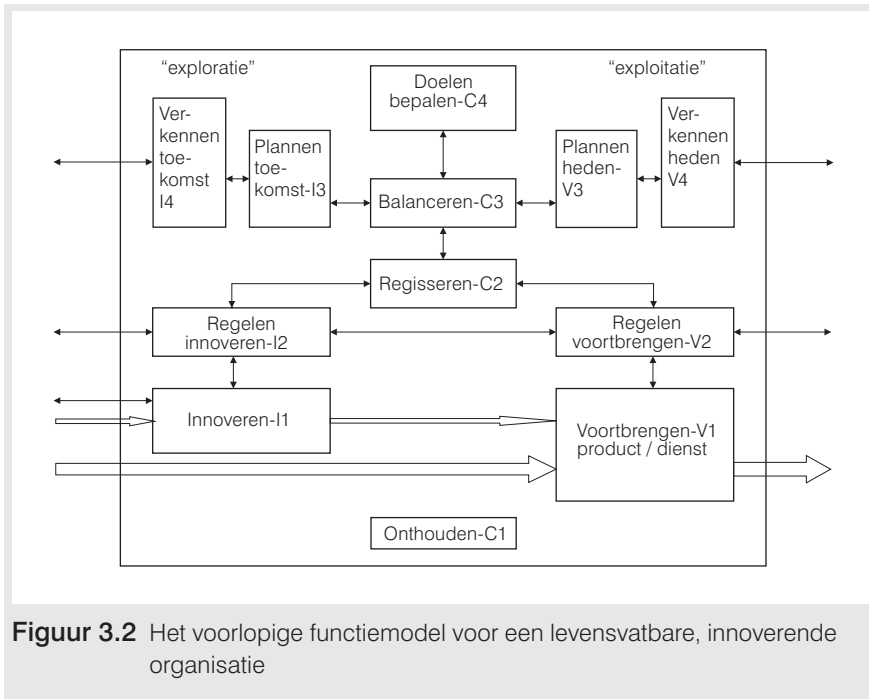 “exploratie”
“exploitatie”
Doelen
bepalen-C4
Ver-
kennen
toe-
komst
I4
Plannen
toe-
komst-I3
Balanceren-C3
Plannen
heden-
V3
Ver-
kennen
heden
V4
Regisseren-C2
Regelen
innoveren-I2
Regelen
voortbrengen-V2
Innoveren-I1
Voortbrengen-V1
product / dienst
Onthouden-C1
Figuur 3.2 Het voorlopige functiemodel voor een levensvatbare, innoverende
organisatie